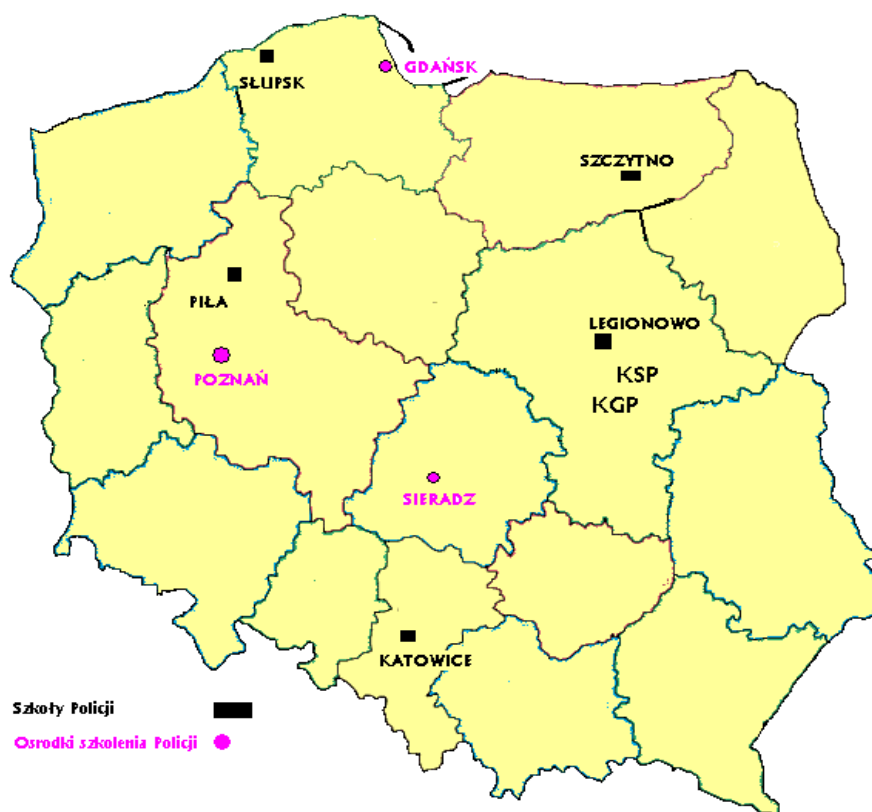 GDAŃSK
SŁUPSK
SZCZYTNO
PIŁA
LEGIONOWO
POZNAŃ
KSP
KGP
SIERADZ
KATOWICE
Szkoły Policji
Osrodki szkolenia Policji